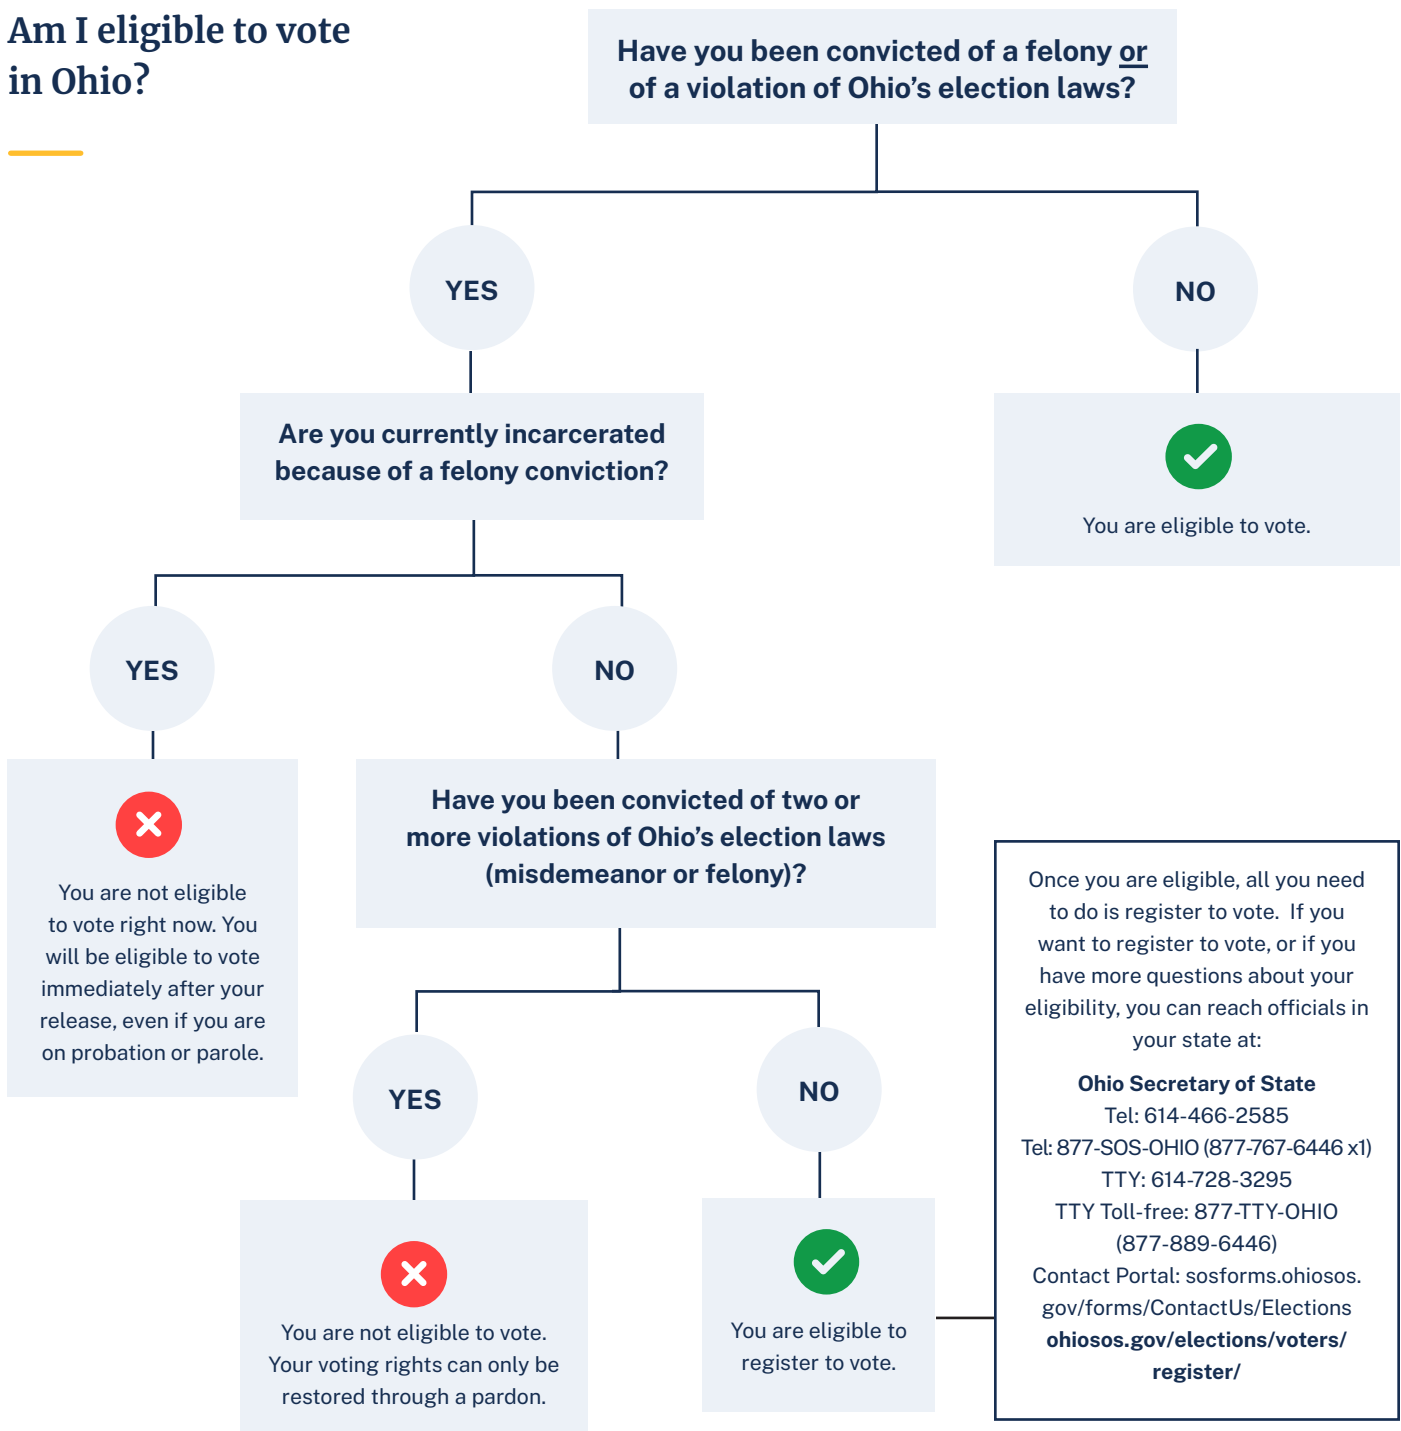 Am I eligible to vote
in Ohio?
Have you been convicted of a felony or
of a violation of Ohio’s election laws?
YES
NO
Are you currently incarcerated
because of a felony conviction?
You are eligible to vote.
YES
NO
You are not eligible
to vote right now. You
will be eligible to vote
immediately after your
release, even if you are
on probation or parole.
Have you been convicted of two or
more violations of Ohio’s election laws
(misdemeanor or felony)?
YES
NO
You are not eligible to vote.
Your voting rights can only be
restored through a pardon.
You are eligible to
register to vote.
Once you are eligible, all you need
to do is register to vote.  If you
want to register to vote, or if you
have more questions about your
eligibility, you can reach officials in
your state at:
Ohio Secretary of State
Tel: 614-466-2585
Tel: 877-SOS-OHIO (877-767-6446 x1)
TTY: 614-728-3295
TTY Toll-free: 877-TTY-OHIO
(877-889-6446)
Contact Portal: sosforms.ohiosos.
gov/forms/ContactUs/Elections
ohiosos.gov/elections/voters/
register/